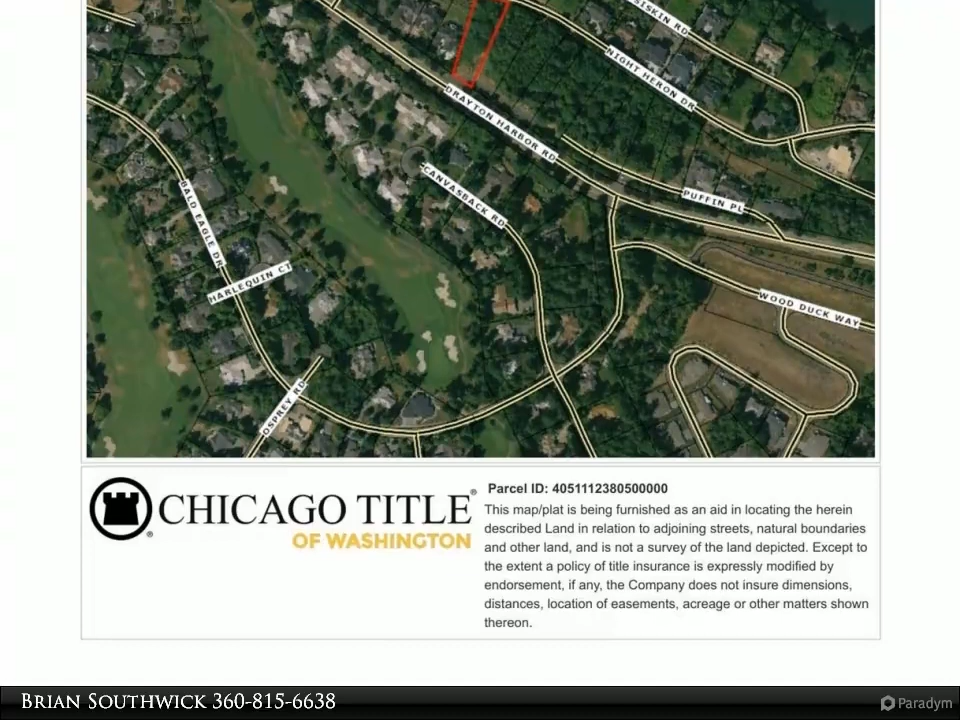 SISKIN RD
NIGHT HERON DR
DRAYTON HARBOR RD
CANVASBACK RD
PUFFIN PL
BALD EAGLE DR
HARLEQUIN CT
WOOD DUCK WAY
OSPREY RD
CHICAGO TITLE®
OF WASHINGTON
®
Parcel ID: 4051112380500000
This map/plat is being furnished as an aid in locating the herein
described Land in relation to adjoining streets, natural boundaries
and other land, and is not a survey of the land depicted. Except to
the extent a policy of title insurance is expressly modified by
endorsement, if any, the Company does not insure dimensions,
distances, location of easements, acreage or other matters shown
thereon.
BRIAN SOUTHWICK 360-815-6638
Paradym